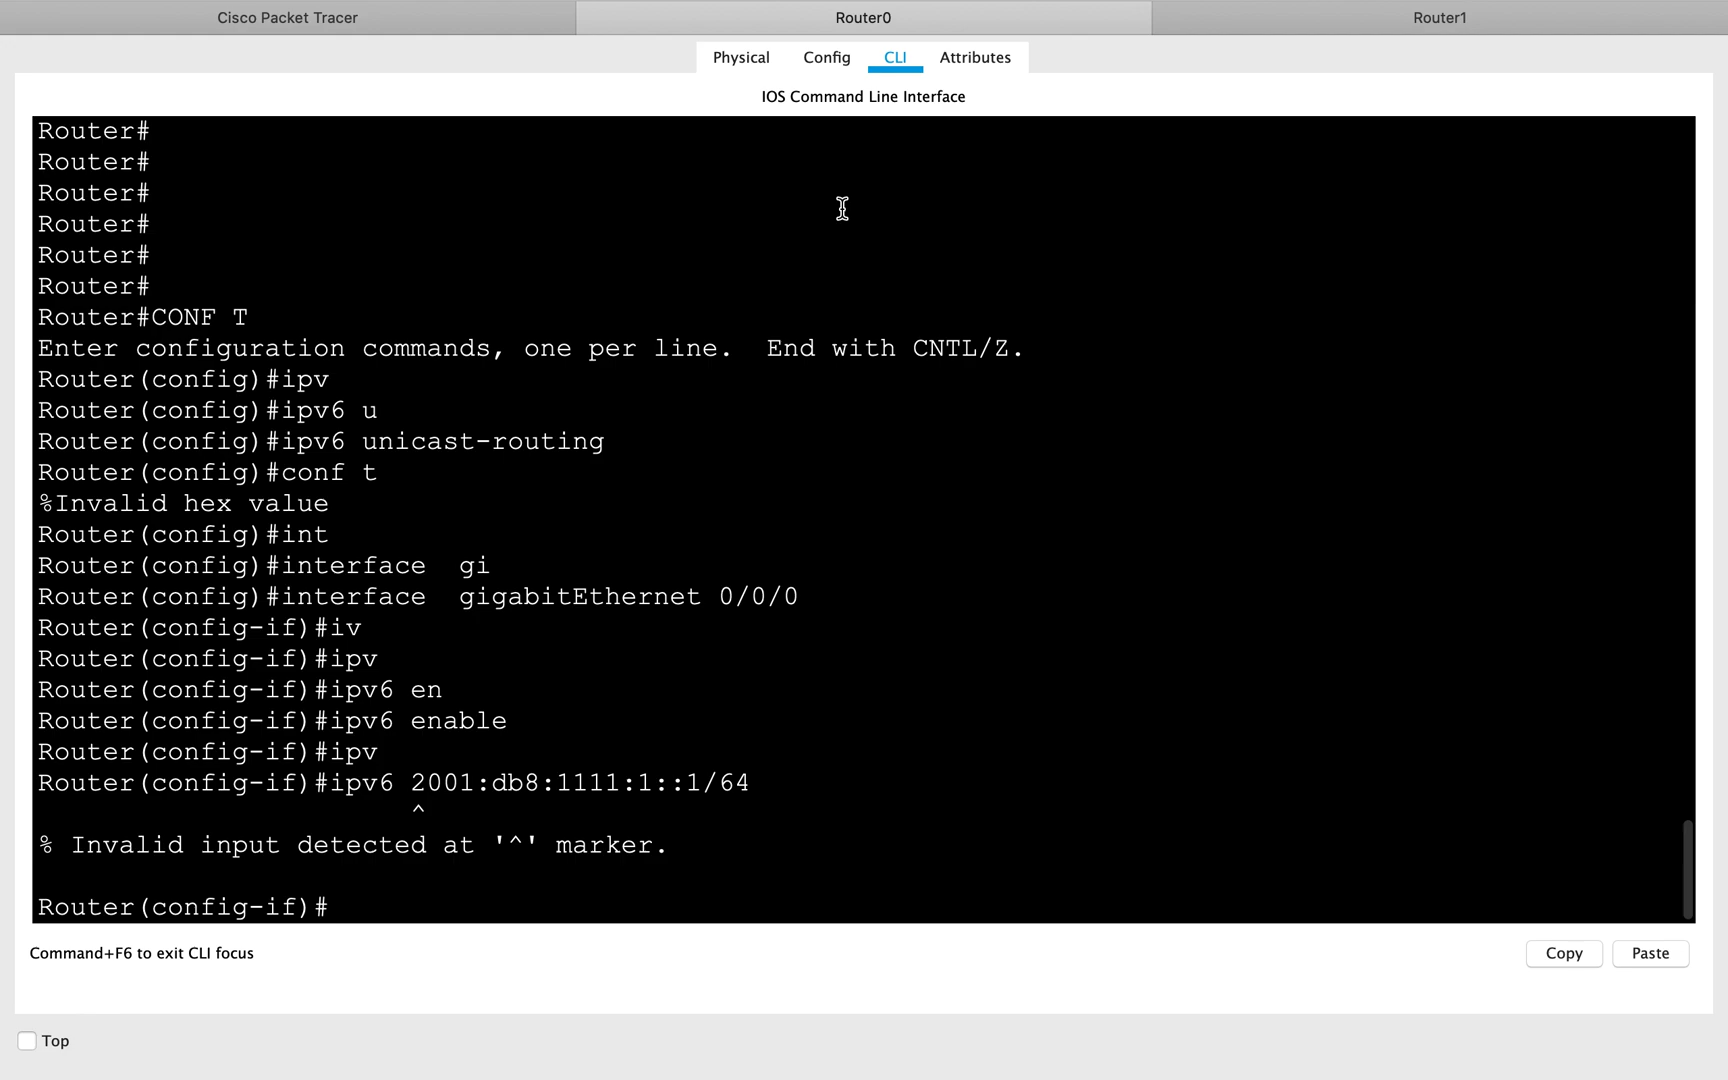 Cisco Packet Tracer
Router0
Router1
Physical
Config
CLI
Attributes
IOS Command Line Interface
Router#
Router#
Router#
Router#
Router#
Router#
Router#CONF T
Enter configuration commands, one per line.  End with CNTL/Z.
Router(config)#ipv
Router(config)#ipv6 u
Router(config)#ipv6 unicast-routing
Router(config)#conf t
%Invalid hex value
Router(config)#int
Router(config)#interface  gi
Router(config)#interface  gigabitEthernet 0/0/0
Router(config-if)#iv
Router(config-if)#ipv
Router(config-if)#ipv6 en
Router(config-if)#ipv6 enable
Router(config-if)#ipv
Router(config-if)#ipv6 2001:db8:1111:1::1/64
^
% Invalid input detected at '^' marker.
Router(config-if)#
Command+F6 to exit CLI focus
Copy
Paste
Top